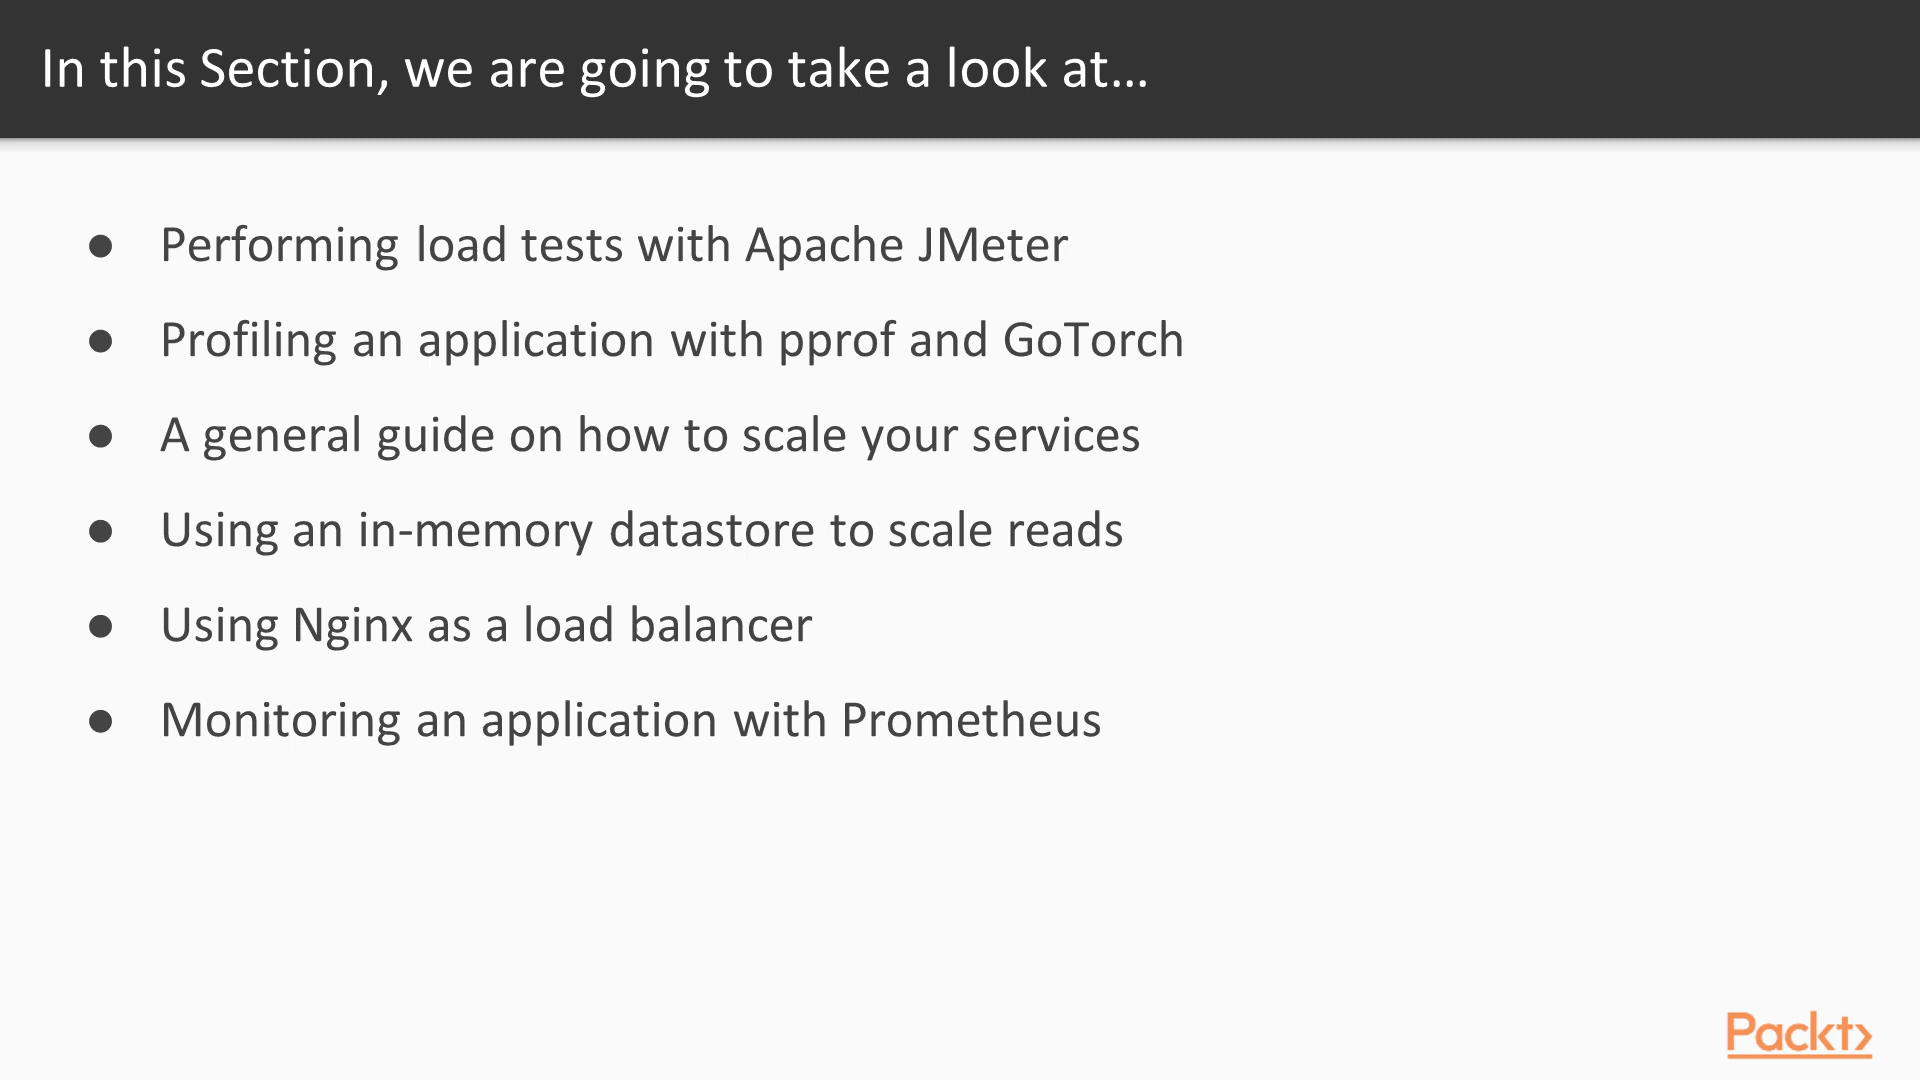 In this Section, we are going to take a look at…
● Performing load tests with Apache JMeter
● Profiling an application with pprof and GoTorch
● A general guide on how to scale your services
● Using an in-memory datastore to scale reads
● Using Nginx as a load balancer
● Monitoring an application with Prometheus
Packt>